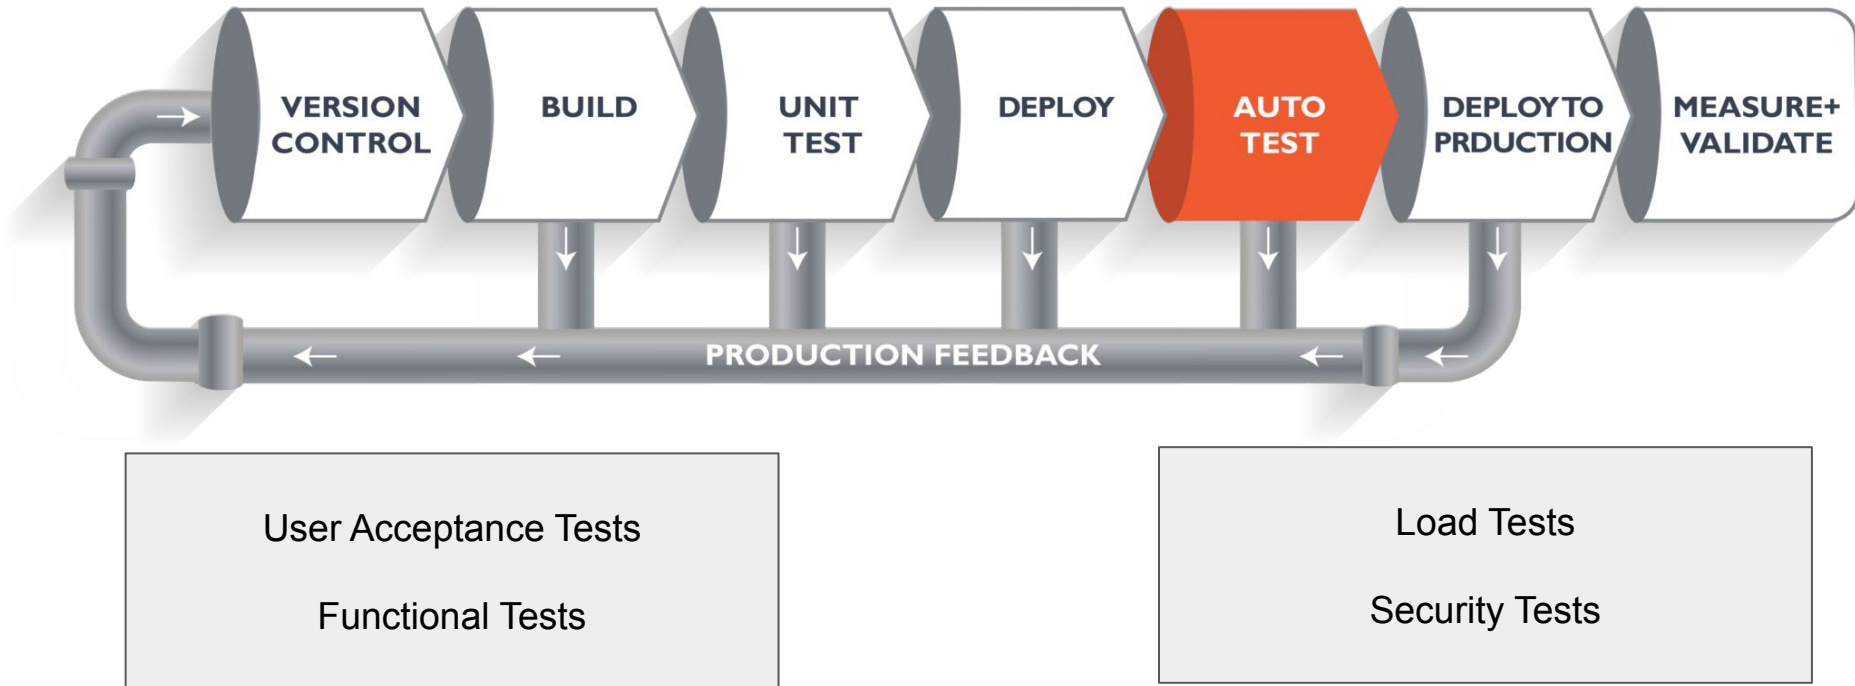 VERSION
CONTROL
BUILD
UNIT
TEST
DEPLOY
AUTO
TEST
DEPLOY TO
PRDUCTION
MEASURE+
VALIDATE
PRODUCTION FEEDBACK
User Acceptance Tests
Functional Tests
Load Tests
Security Tests